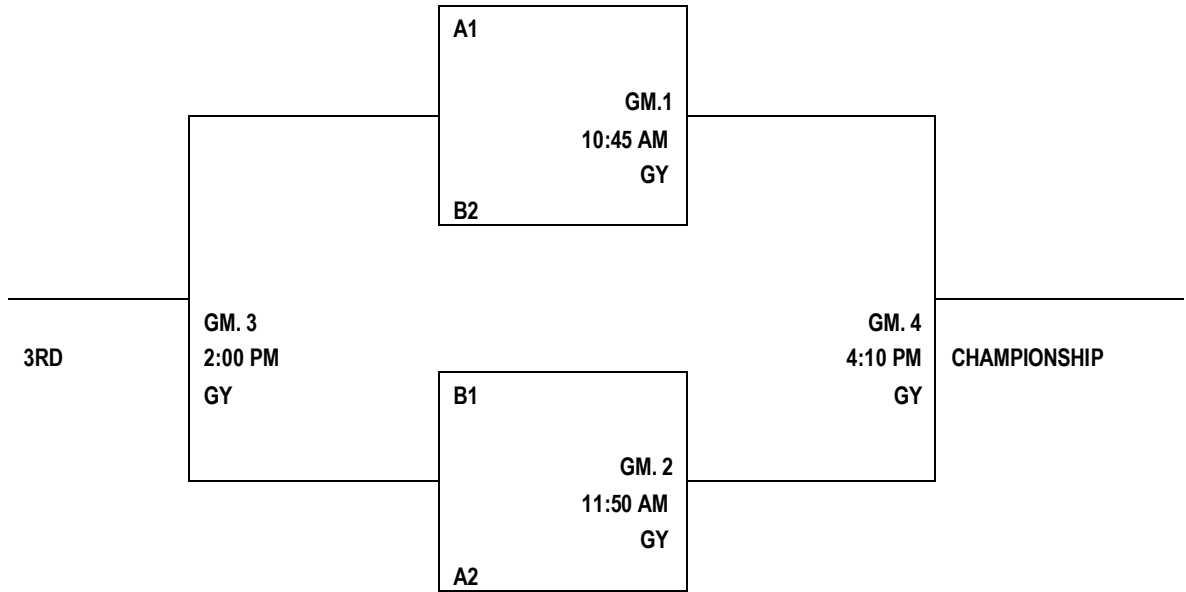 A1
GM.1
10:45 AM
GY
B2
GM. 3
2:00 PM
GY
3RD
GM. 4
4:10 PM
GY
CHAMPIONSHIP
B1
GM. 2
11:50 AM
GY
A2